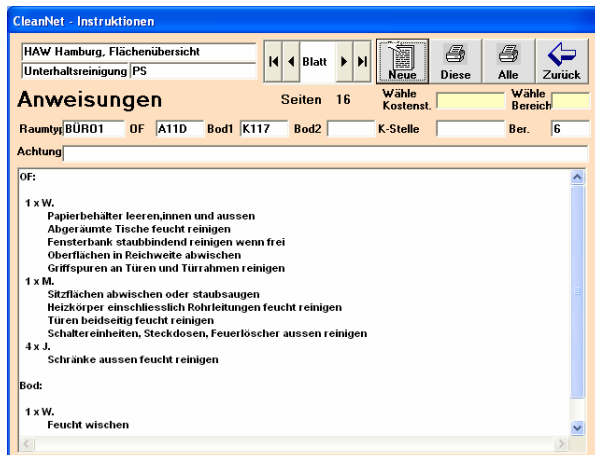 CleanNet - Instruktionen
HAW Hamburg, Flächenübersicht
Unterhaltsreinigung PS
Blatt
Neue Diese Alle Zurück
Anweisungen Seiten 16 Wähle Kostenst. Wähle Bereich
Raumtyp BÜRO1 OF A11D Bod1 K117 Bod2 K-Stelle Ber. 6
Achtung
OF:
1 x W.
Papierbehälter leeren,innen und aussen
Abgeräumte Tische feucht reinigen
Fensterbank staubbindend reinigen wenn frei
Oberflächen in Reichweite abwischen
Griffspuren an Türen und Türrahmen reinigen
1 x M.
Sitzflächen abwischen oder staubsaugen
Heizkörper einschliesslich Rohrleitungen feucht reinigen
Türen beidseitig feucht reinigen
Schaltereinheiten, Steckdosen, Feuerlöscher aussen reinigen
4 x J.
Schränke aussen feucht reinigen
Bod:
1 x W.
Feucht wischen